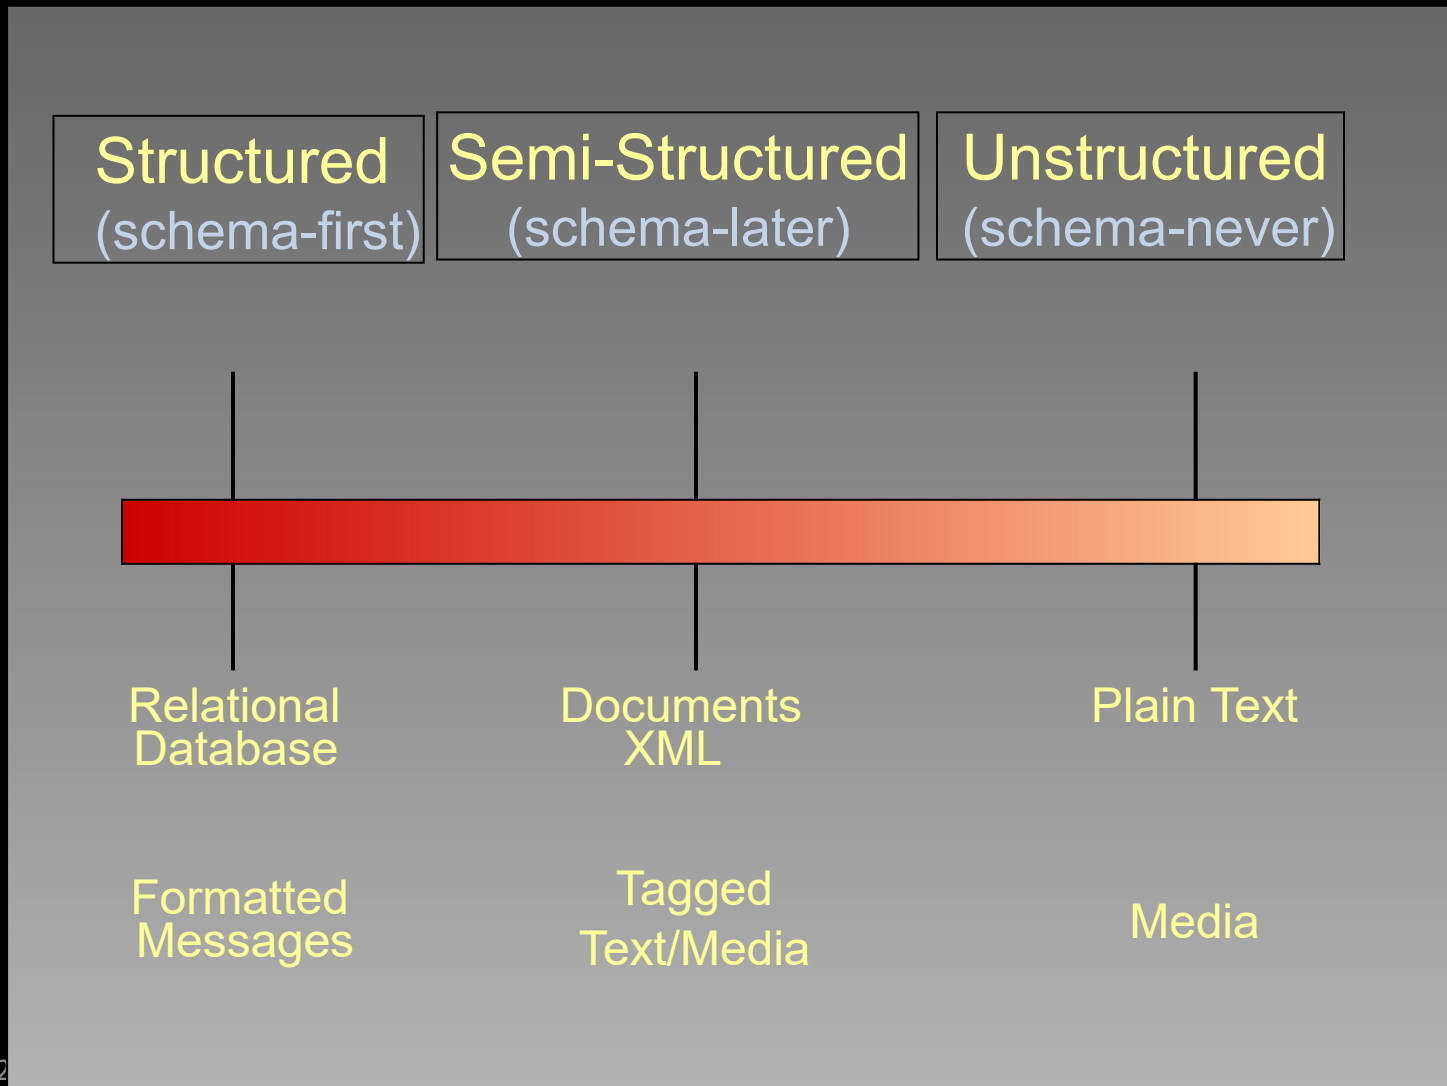 Structured
(schema-first)
Semi-Structured
(schema-later)
Unstructured
(schema-never)
Relational
Database
Documents
XML
Plain Text
Formatted
Messages
Tagged
Text/Media
Media
2